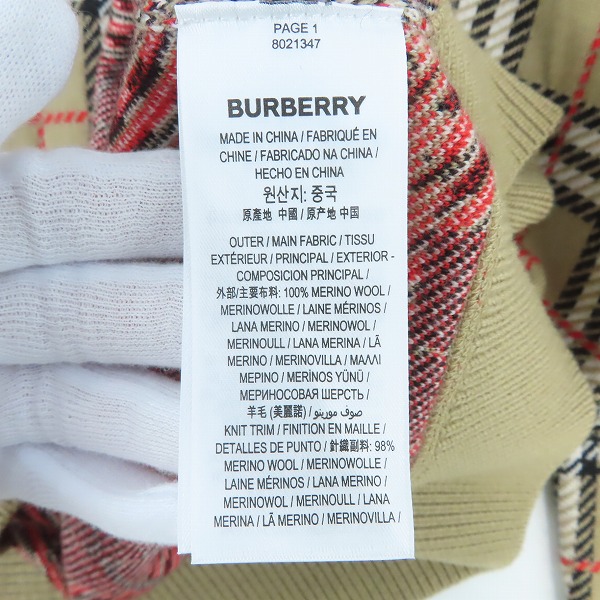 PAGE 1
8021347
BURBERRY
MADE IN CHINA / FABRIQUÉ EN
CHINE / FABRICADO NA CHINA /
HECHO EN CHINA
원산지: 중국
原產地 中國 / 原产地 中国
OUTER / MAIN FABRIC / TISSU
EXTÉRIEUR / PRINCIPAL / EXTERIOR -
COMPOSICIÓN PRINCIPAL /
外部/主要布料: 100% MERINO WOOL /
MERINOWOLLE / LAINE MÉRINOS /
LANA MERINO / MERINOWOL /
MERINOULL / LANA MERINA / LÃ
MERINO / MERINOVILLA / ΜΑΛΛΙ
ΜΕΡΙΝΟ / MERİNOS YÜNÜ /
МЕРИНОСОВАЯ ШЕРСТЬ /
羊毛 (美麗諾) / صوف مورينو /
KNIT TRIM / FINITION EN MAILLE /
DETALLES DE PUNTO / 針織副料: 98%
MERINO WOOL / MERINOWOLLE /
LAINE MÉRINOS / LANA MERINO /
MERINOWOL / MERINOULL / LANA
MERINA / LÃ MERINO / MERINOVILLA /